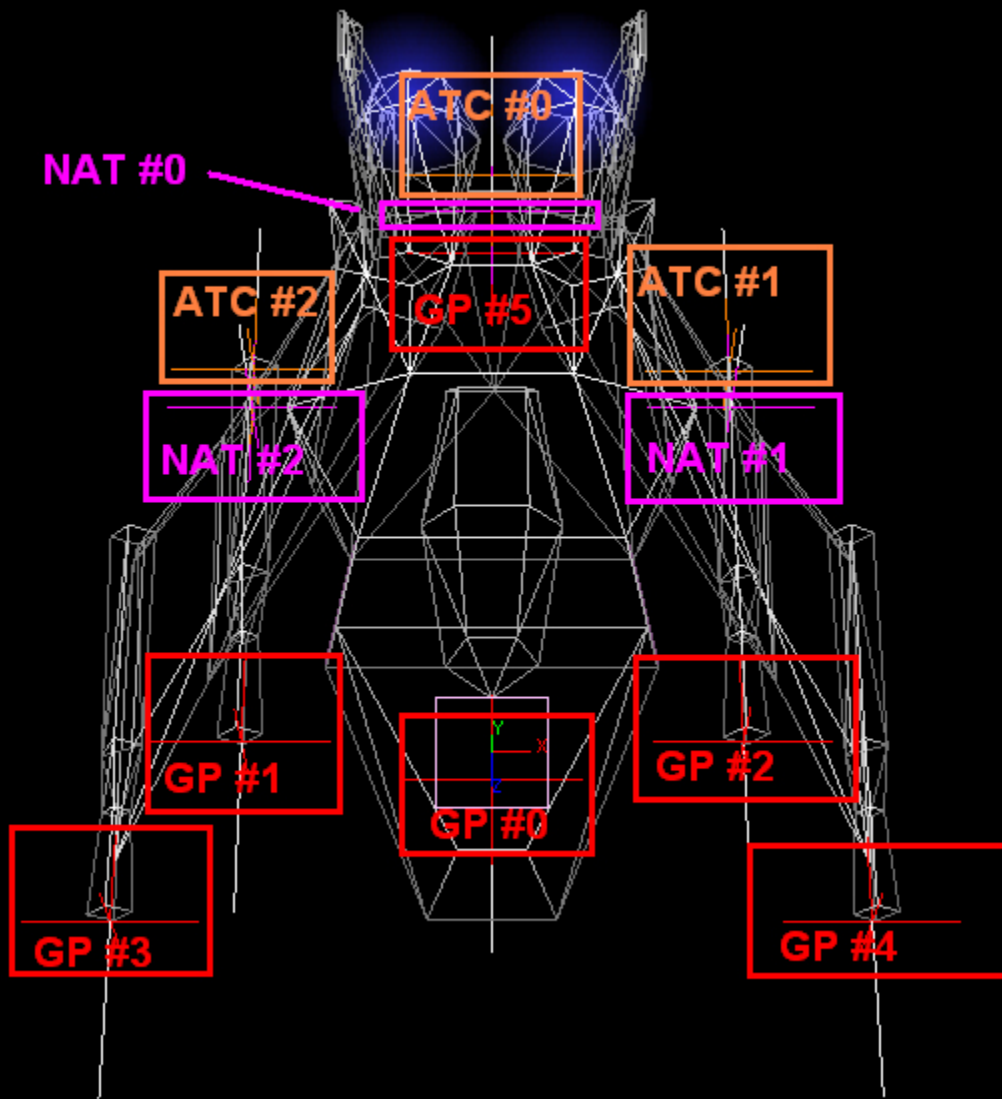 ATC #0
NAT #0
ATC #2
GP #5
ATC #1
NAT #2
NAT #1
GP #1
GP #2
Y
X
Z
GP #0
GP #3
GP #4